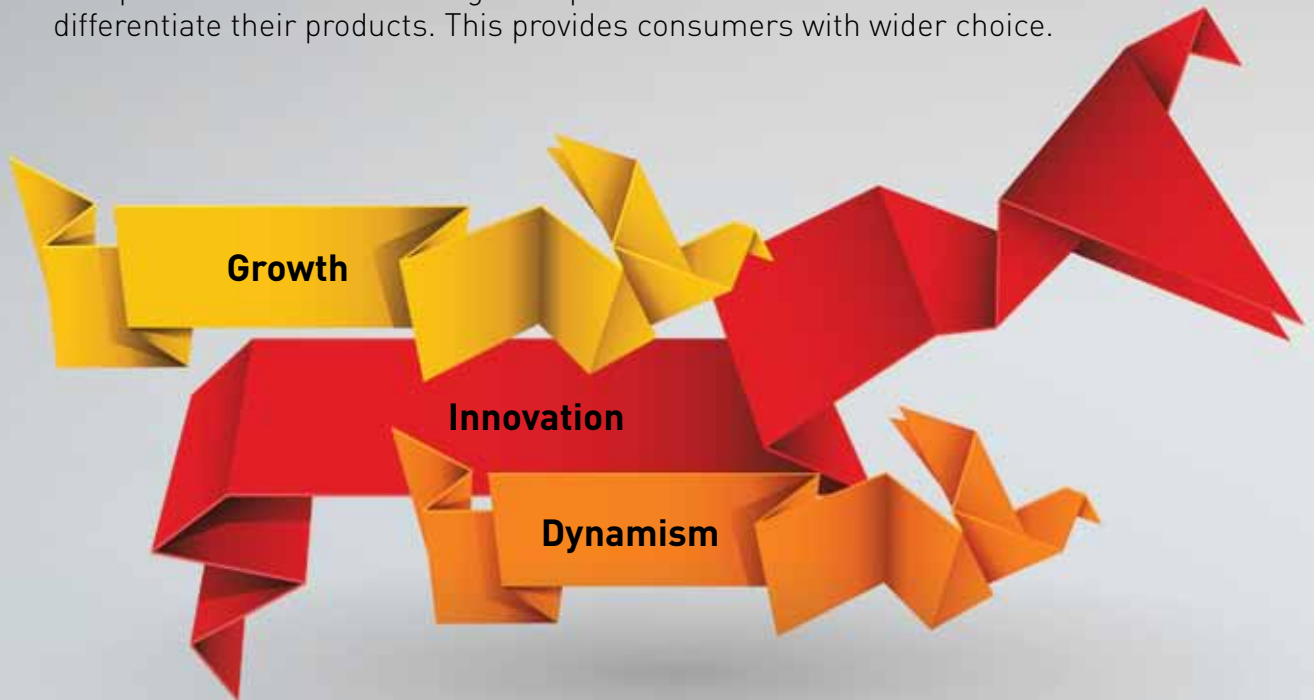 differentiate their products. This provides consumers with wider choice.
Growth
Innovation
Dynamism